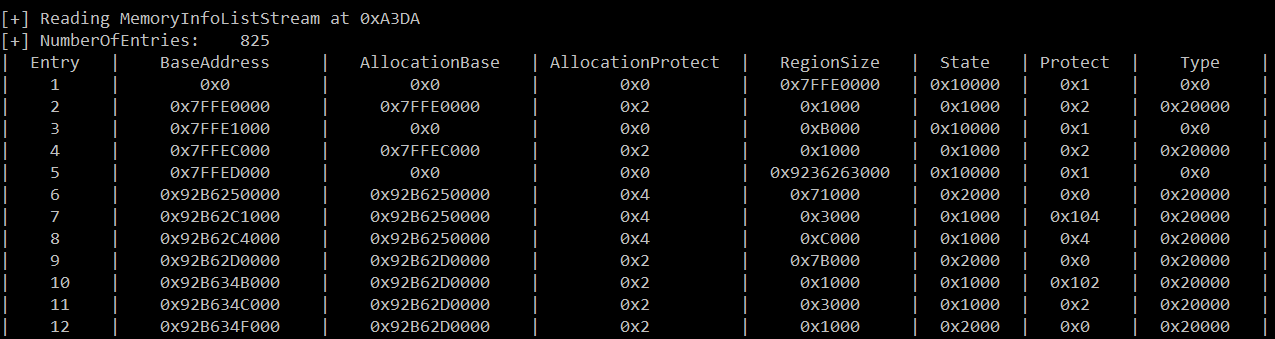 [+] Reading MemoryInfoListStream at 0xA3DA
[+] NumberOfEntries:    825
|  Entry  |  BaseAddress  |  AllocationBase  |  AllocationProtect  |  RegionSize  |  State  |  Protect  |  Type  |
|  1  |  0x0  |  0x0  |  0x0  |  0x7FFE0000  |  0x10000  |  0x1  |  0x0  |
|  2  |  0x7FFE0000  |  0x7FFE0000  |  0x2  |  0x1000  |  0x1000  |  0x2  |  0x20000  |
|  3  |  0x7FFE1000  |  0x0  |  0x0  |  0xB000  |  0x10000  |  0x1  |  0x0  |
|  4  |  0x7FFEC000  |  0x7FFEC000  |  0x2  |  0x1000  |  0x1000  |  0x2  |  0x20000  |
|  5  |  0x7FFED000  |  0x0  |  0x0  |  0x9236263000  |  0x10000  |  0x1  |  0x0  |
|  6  |  0x92B6250000  |  0x92B6250000  |  0x4  |  0x71000  |  0x2000  |  0x0  |  0x20000  |
|  7  |  0x92B62C1000  |  0x92B6250000  |  0x4  |  0x3000  |  0x1000  |  0x104  |  0x20000  |
|  8  |  0x92B62C4000  |  0x92B6250000  |  0x4  |  0xC000  |  0x1000  |  0x4  |  0x20000  |
|  9  |  0x92B62D0000  |  0x92B62D0000  |  0x2  |  0x7B000  |  0x2000  |  0x0  |  0x20000  |
|  10  |  0x92B634B000  |  0x92B62D0000  |  0x2  |  0x1000  |  0x1000  |  0x102  |  0x20000  |
|  11  |  0x92B634C000  |  0x92B62D0000  |  0x2  |  0x3000  |  0x1000  |  0x2  |  0x20000  |
|  12  |  0x92B634F000  |  0x92B62D0000  |  0x2  |  0x1000  |  0x2000  |  0x0  |  0x20000  |